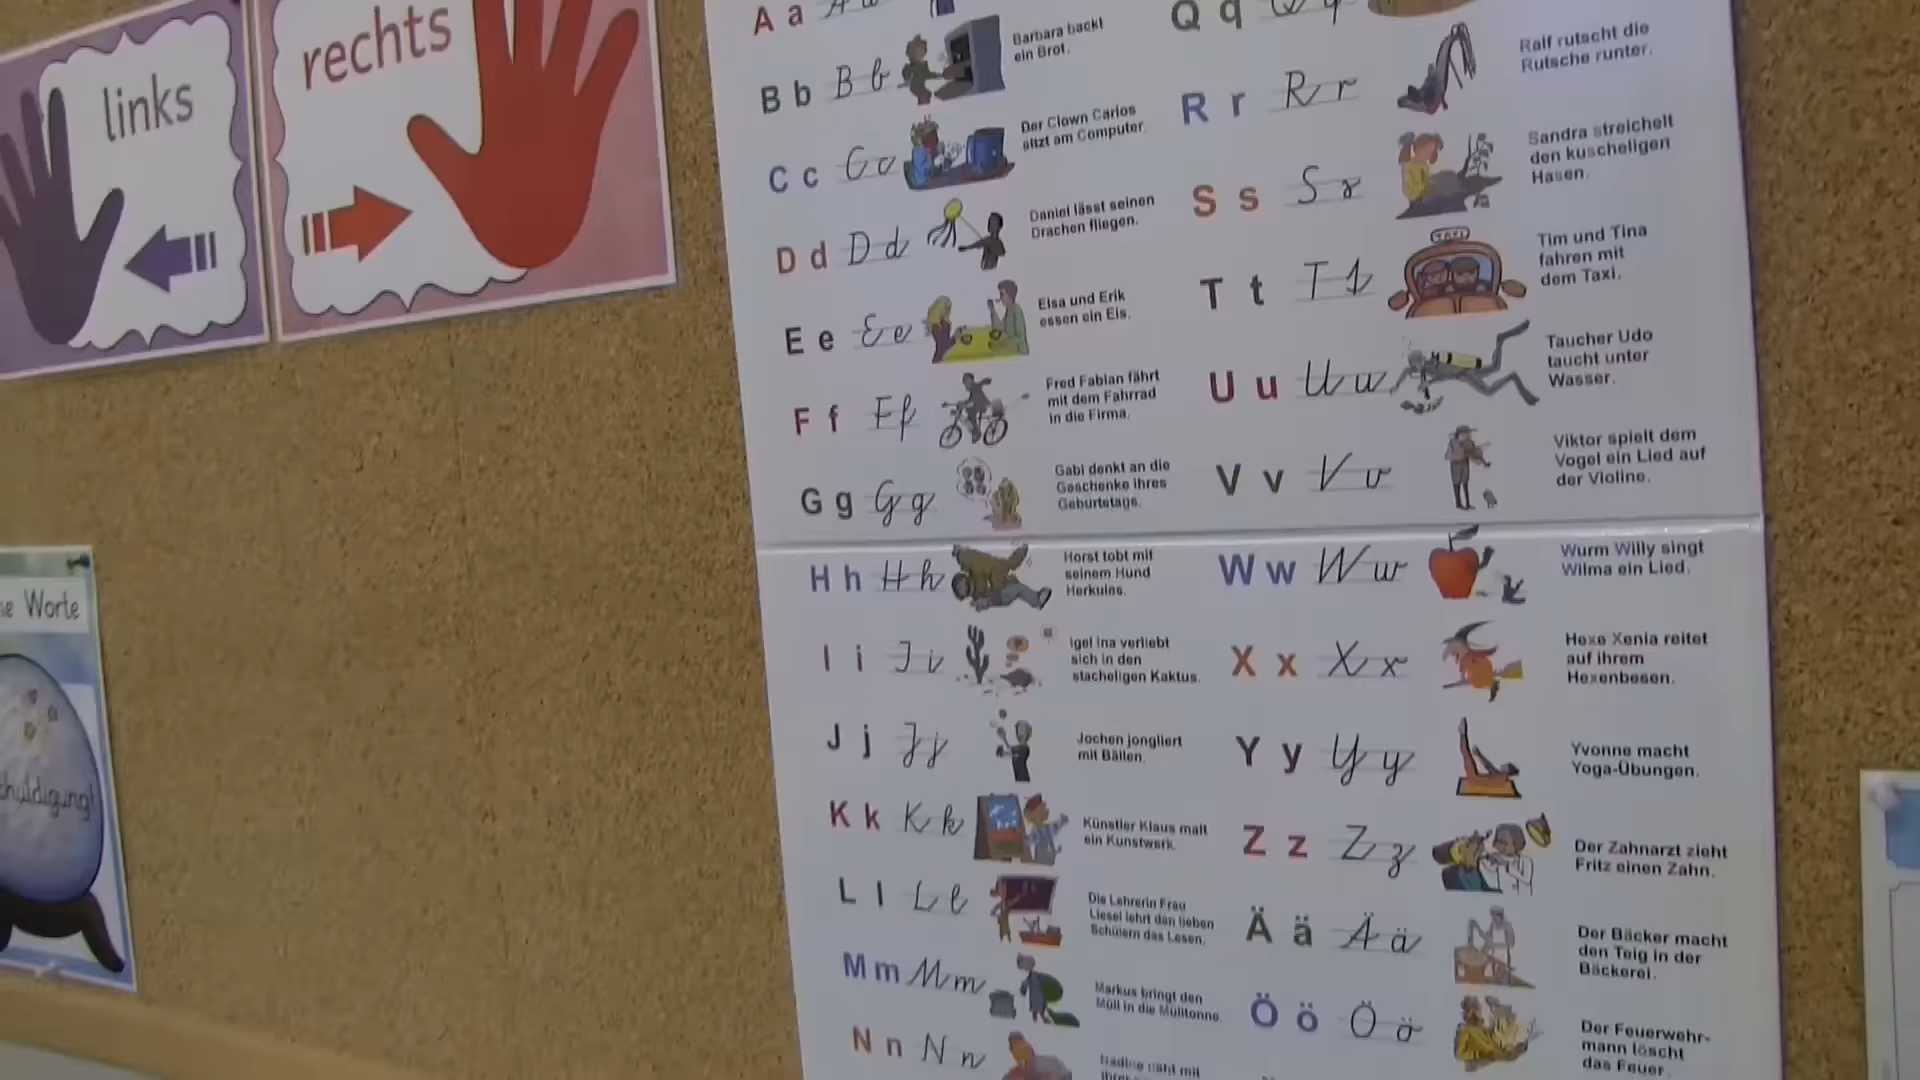 links
rechts
Worte
A a
B b B b
Barbara backt
ein Brot.
C c C c
Der Clown Carlos
sitzt am Computer.
D d D d
Daniel lässt seinen
Drachen fliegen.
E e E e
Elsa und Erik
essen ein Eis.
F f F f
Fred Fabian fährt
mit dem Fahrrad
in die Firma.
G g G g
Gabi denkt an die
Geschenke ihres
Geburtstags.
H h H h
Horst tobt mit
seinem Hund
Herkules.
I i I i
Igel Ina verliebt
sich in den
stacheligen Kaktus.
J j J j
Jochen jongliert
mit Bällen.
K k K k
Künstler Klaus malt
ein Kunstwerk.
L l L l
Die Lehrerin Frau
Liesel lehrt den lieben
Schülern das Lesen.
M m M m
Markus bringt den
Müll in die Mülltonne.
N n N n
Nadine näht mit
Q q Q q
R r R r
Ralf rutscht die
Rutsche runter.
S s S s
Sandra streichelt
den kuscheligen
Hasen.
T t T t
TAXI
Tim und Tina
fahren mit
dem Taxi.
U u U u
Taucher Udo
taucht unter
Wasser.
V v V v
Viktor spielt dem
Vogel ein Lied auf
der Violine.
W w W w
Wurm Willy singt
Wilma ein Lied.
X x X x
Hexe Xenia reitet
auf ihrem
Hexenbesen.
Y y Y y
Yvonne macht
Yoga-Übungen.
Z z Z z
Der Zahnarzt zieht
Fritz einen Zahn.
Ä ä Ä ä
Der Bäcker macht
den Teig in der
Bäckerei.
Ö ö Ö ö
Der Feuerwehr-
mann löscht
das Feuer.